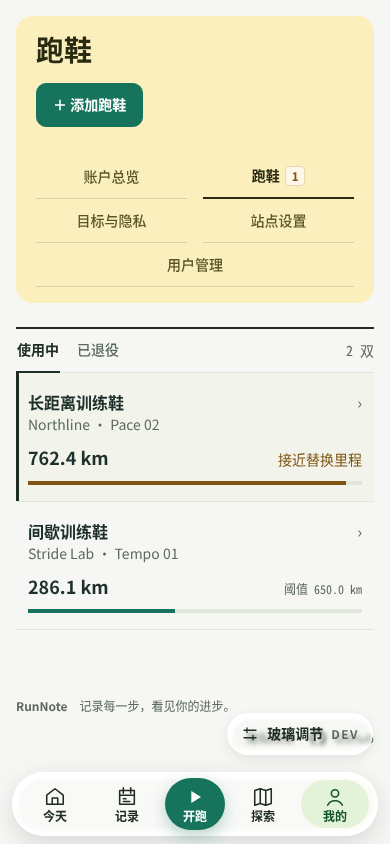 跑鞋
+ 添加跑鞋
账户总览
跑鞋 1
目标与隐私
站点设置
用户管理
使用中 已退役 2 双
长距离训练鞋 ›
Northline • Pace 02
762.4 km 接近替换里程
间歇训练鞋 ›
Stride Lab • Tempo 01
286.1 km 阈值 650.0 km
RunNote 记录每一步，看见你的进步。
玻璃调节 DEV
今天 记录 开跑 探索 我的